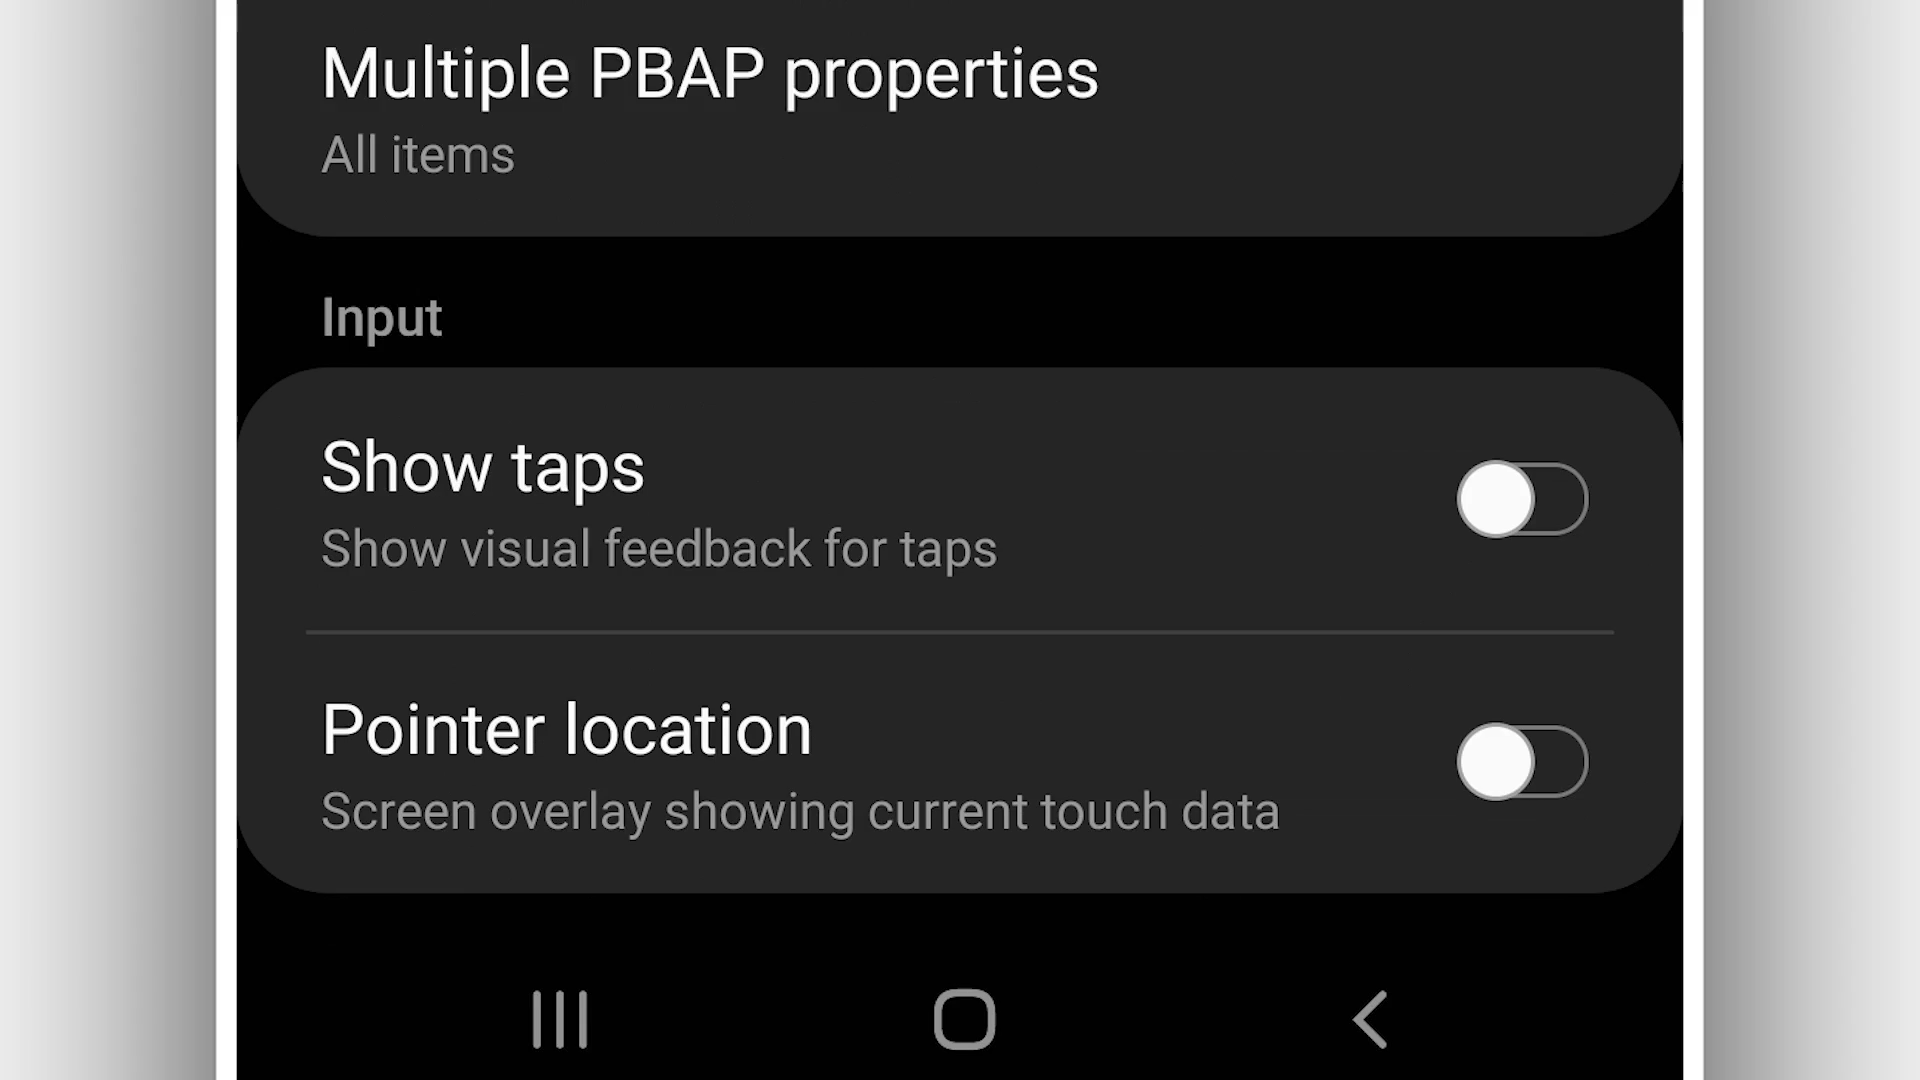 Multiple PBAP properties
All items
Input
Show taps
Show visual feedback for taps
Pointer location
Screen overlay showing current touch data